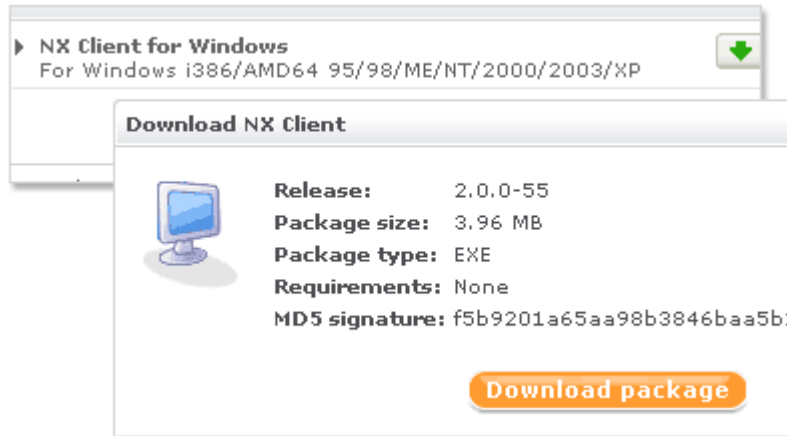 NX Client for Windows
For Windows i386/AMD64 95/98/ME/NT/2000/2003/XP
Download NX Client
Release: 2.0.0-55
Package size: 3.96 MB
Package type: EXE
Requirements: None
MD5 signature: f5b9201a65aa98b3846baa5b
Download package